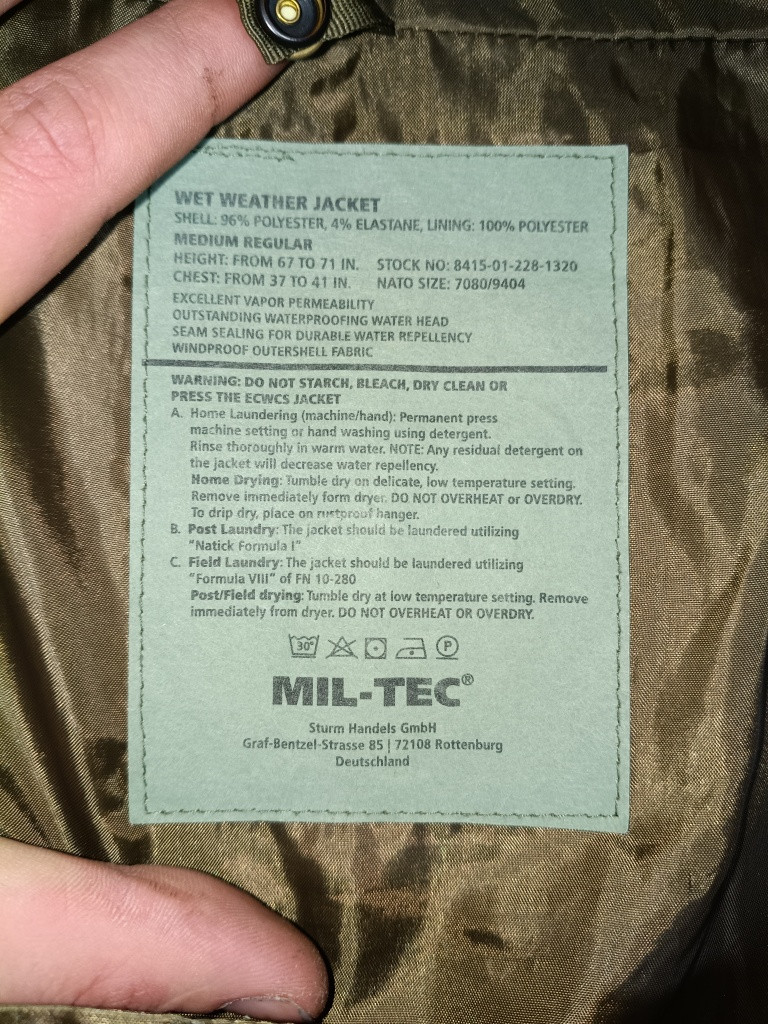 WET WEATHER JACKET
SHELL: 96% POLYESTER, 4% ELASTANE, LINING: 100% POLYESTER
MEDIUM REGULAR
HEIGHT: FROM 67 TO 71 IN. STOCK NO: 8415-01-228-1320
CHEST: FROM 37 TO 41 IN. NATO SIZE: 7080/9404
EXCELLENT VAPOR PERMEABILITY
OUTSTANDING WATERPROOFING WATER HEAD
SEAM SEALING FOR DURABLE WATER REPELLENCY
WINDPROOF OUTERSHELL FABRIC
WARNING: DO NOT STARCH, BLEACH, DRY CLEAN OR
PRESS THE ECWCS JACKET
A. Home Laundering (machine/hand): Permanent press
machine setting or hand washing using detergent.
Rinse thoroughly in warm water. NOTE: Any residual detergent on
the jacket will decrease water repellency.
Home Drying: Tumble dry on delicate, low temperature setting.
Remove immediately form dryer. DO NOT OVERHEAT or OVERDRY.
To drip dry, place on rustproof hanger.
B. Post Laundry: The jacket should be laundered utilizing
"Natick Formula I"
C. Field Laundry: The jacket should be laundered utilizing
"Formula VIII" of FN 10-280
Post/Field drying: Tumble dry at low temperature setting. Remove
immediately from dryer. DO NOT OVERHEAT OR OVERDRY.
30° P
MIL-TEC®
Sturm Handels GmbH
Graf-Bentzel-Strasse 85 | 72108 Rottenburg
Deutschland